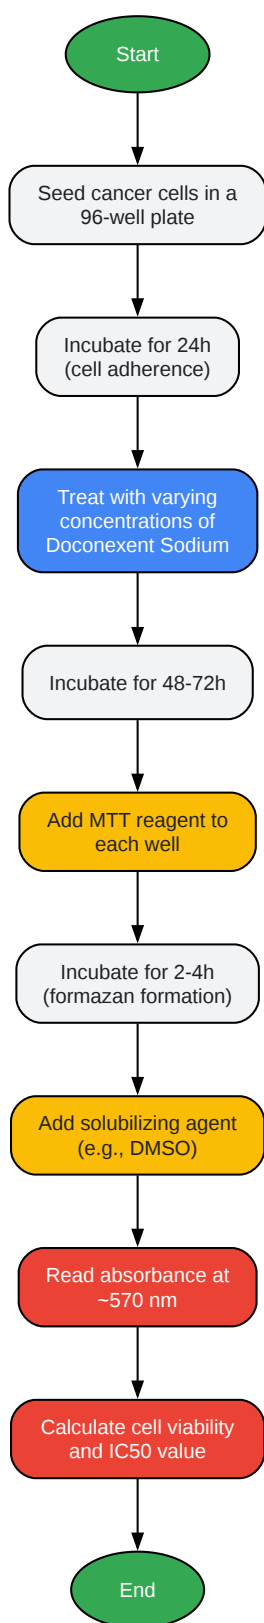 Start
Seed cancer cells in a
96-well plate
Incubate for 24h
(cell adherence)
Treat with varying
concentrations of
Doconexent Sodium
Incubate for 48-72h
Add MTT reagent to
each well
Incubate for 2-4h
(formazan formation)
Add solubilizing agent
(e.g., DMSO)
Read absorbance at
~570 nm
Calculate cell viability
and IC50 value
End